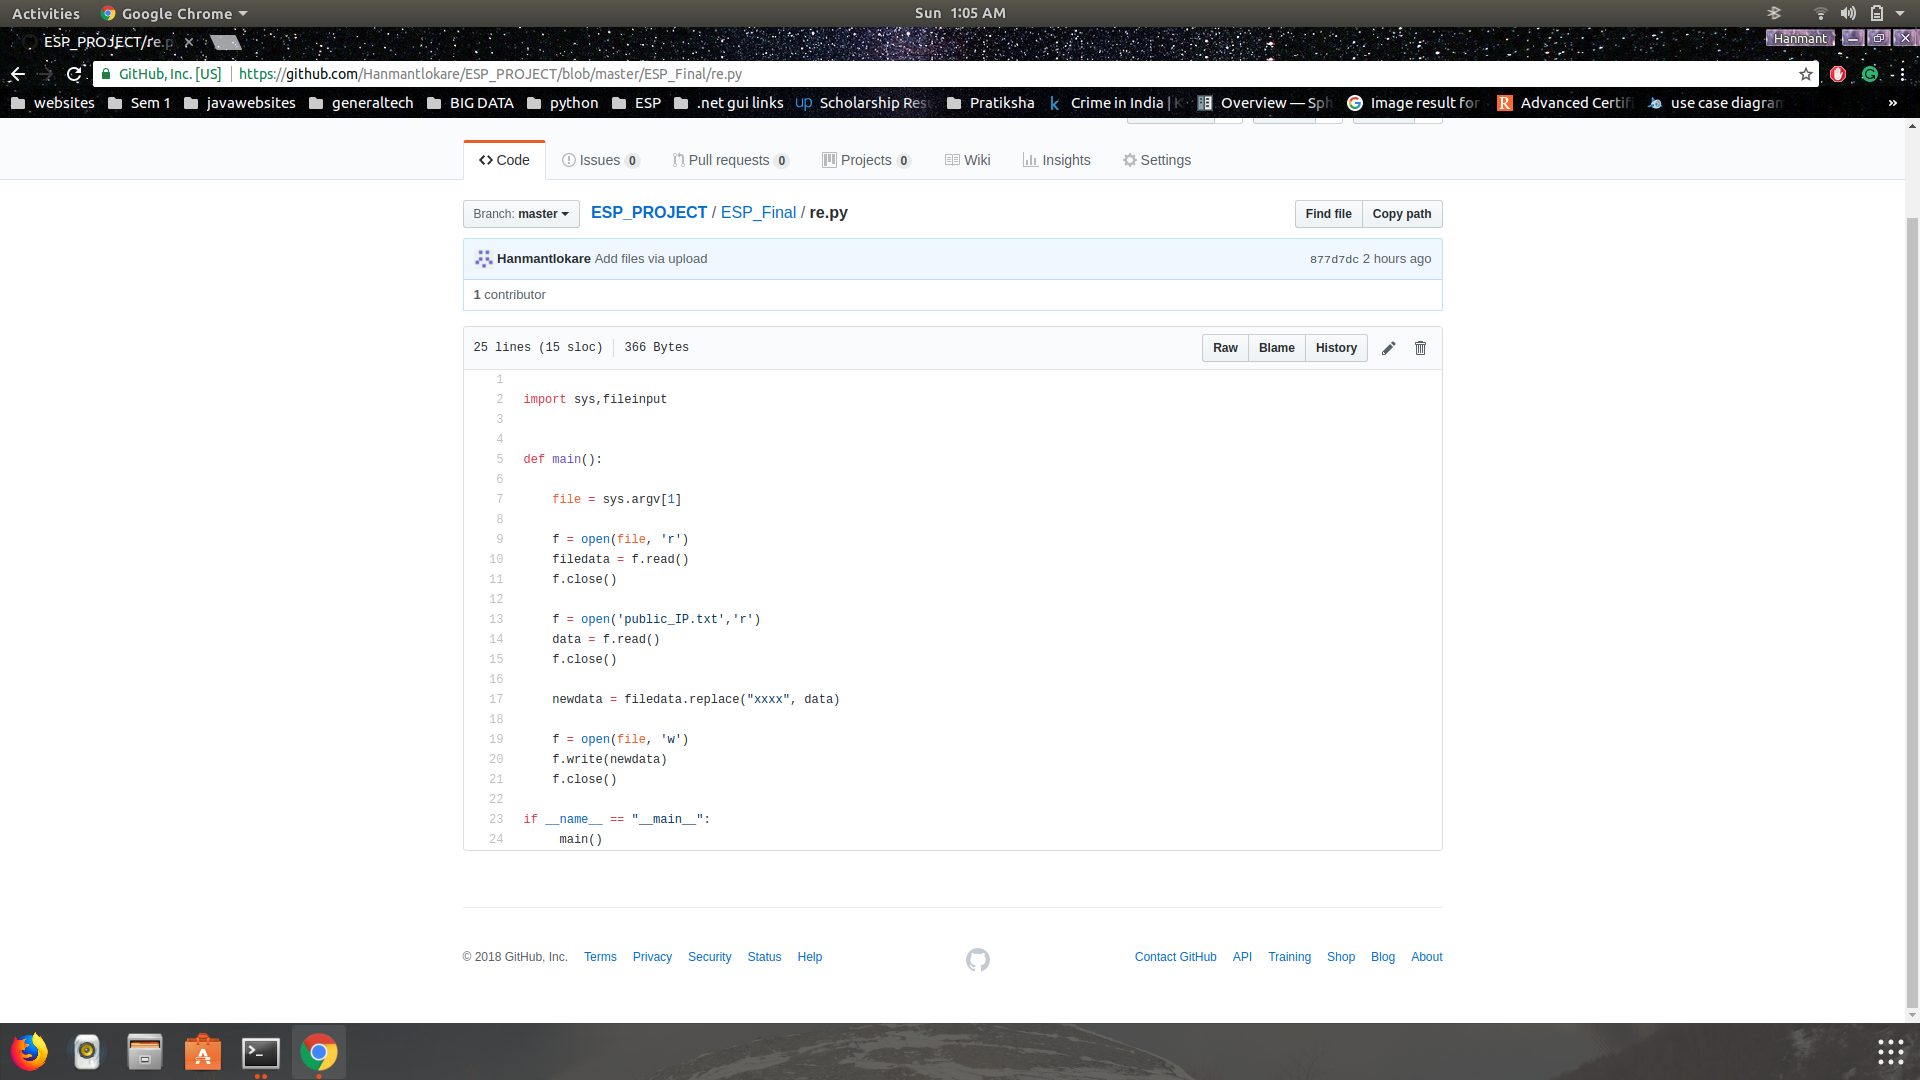 Activities Google Chrome Sun 1:05 AM
ESP_PROJECT/re.p Hanmant
GitHub, Inc. [US] https://github.com/Hanmantlokare/ESP_PROJECT/blob/master/ESP_Final/re.py
websites Sem 1 javawebsites generaltech BIG DATA python ESP .net gui links Scholarship Res Pratiksha Crime in India | K Overview — Sph Image result for Advanced Certifi use case diagram »
Code Issues 0 Pull requests 0 Projects 0 Wiki Insights Settings
Branch: master ESP_PROJECT / ESP_Final / re.py Find file Copy path
Hanmantlokare Add files via upload 877d7dc 2 hours ago
1 contributor
25 lines (15 sloc) 366 Bytes Raw Blame History
1
2 import sys,fileinput
3
4
5 def main():
6
7 file = sys.argv[1]
8
9 f = open(file, 'r')
10 filedata = f.read()
11 f.close()
12
13 f = open('public_IP.txt','r')
14 data = f.read()
15 f.close()
16
17 newdata = filedata.replace("xxxx", data)
18
19 f = open(file, 'w')
20 f.write(newdata)
21 f.close()
22
23 if __name__ == "__main__":
24 main()
© 2018 GitHub, Inc. Terms Privacy Security Status Help Contact GitHub API Training Shop Blog About